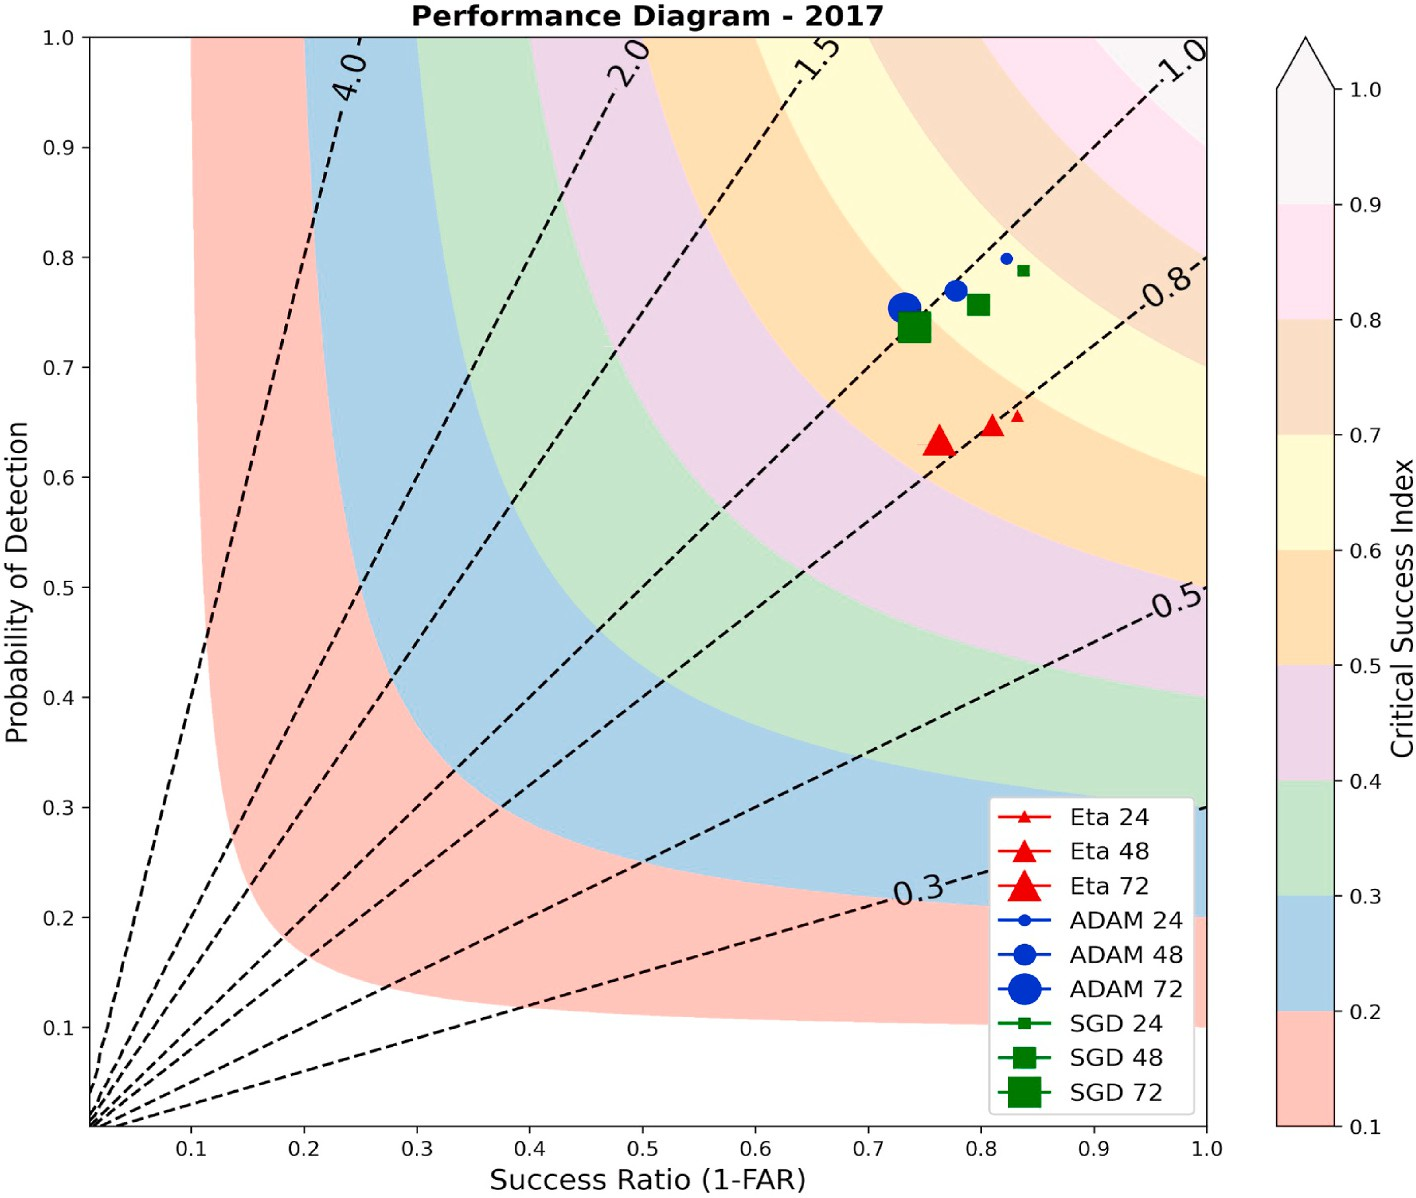 Performance Diagram - 2017
Probability of Detection
1.0
0.9
0.8
0.7
0.6
0.5
0.4
0.3
0.2
0.1
4.0
2.0
1.5
1.0
0.8
0.5
0.3
Eta 24
Eta 48
Eta 72
ADAM 24
ADAM 48
ADAM 72
SGD 24
SGD 48
SGD 72
0.1 0.2 0.3 0.4 0.5 0.6 0.7 0.8 0.9 1.0
Success Ratio (1-FAR)
1.0
0.9
0.8
0.7
0.6
0.5
0.4
0.3
0.2
0.1
Critical Success Index